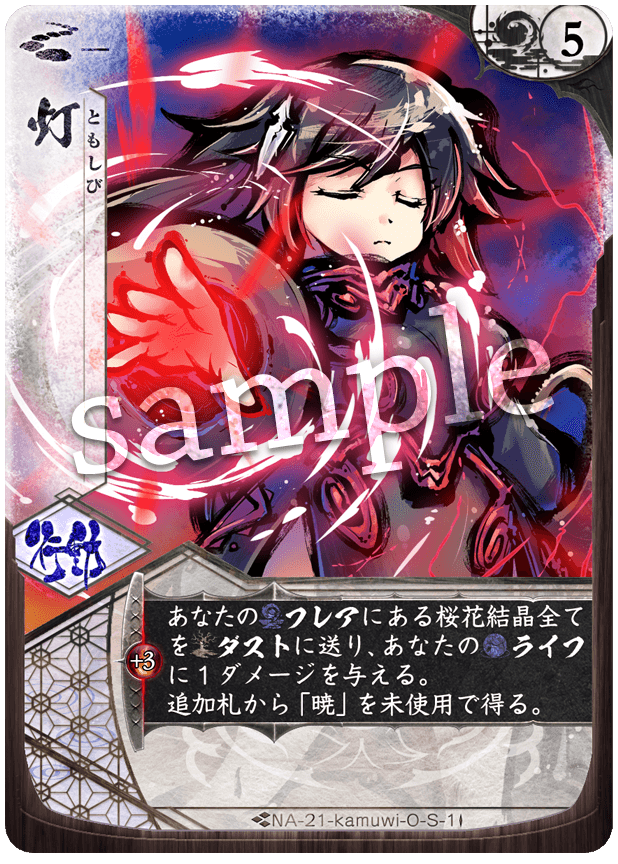 5
灯
ともしび
sample
行動
+3
あなたのフレアにある桜花結晶全て
をダストに送り、あなたのライフ
に1ダメージを与える。
追加札から「暁」を未使用で得る。
NA-21-kamuwi-O-S-1